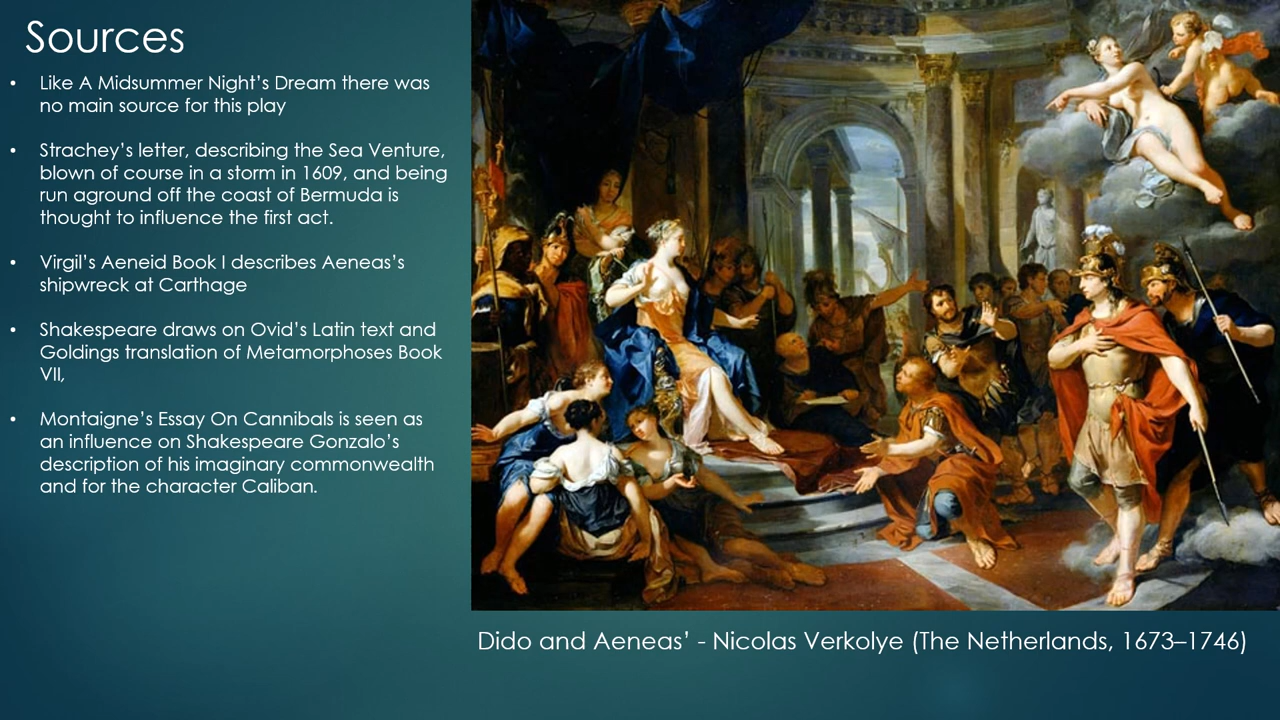 Sources
• Like A Midsummer Night's Dream there was
no main source for this play
• Strachey's letter, describing the Sea Venture,
blown of course in a storm in 1609, and being
run aground off the coast of Bermuda is
thought to influence the first act.
• Virgil's Aeneid Book I describes Aeneas's
shipwreck at Carthage
• Shakespeare draws on Ovid's Latin text and
Goldings translation of Metamorphoses Book
VII,
• Montaigne's Essay On Cannibals is seen as
an influence on Shakespeare Gonzalo's
description of his imaginary commonwealth
and for the character Caliban.
Dido and Aeneas' - Nicolas Verkolye (The Netherlands, 1673–1746)